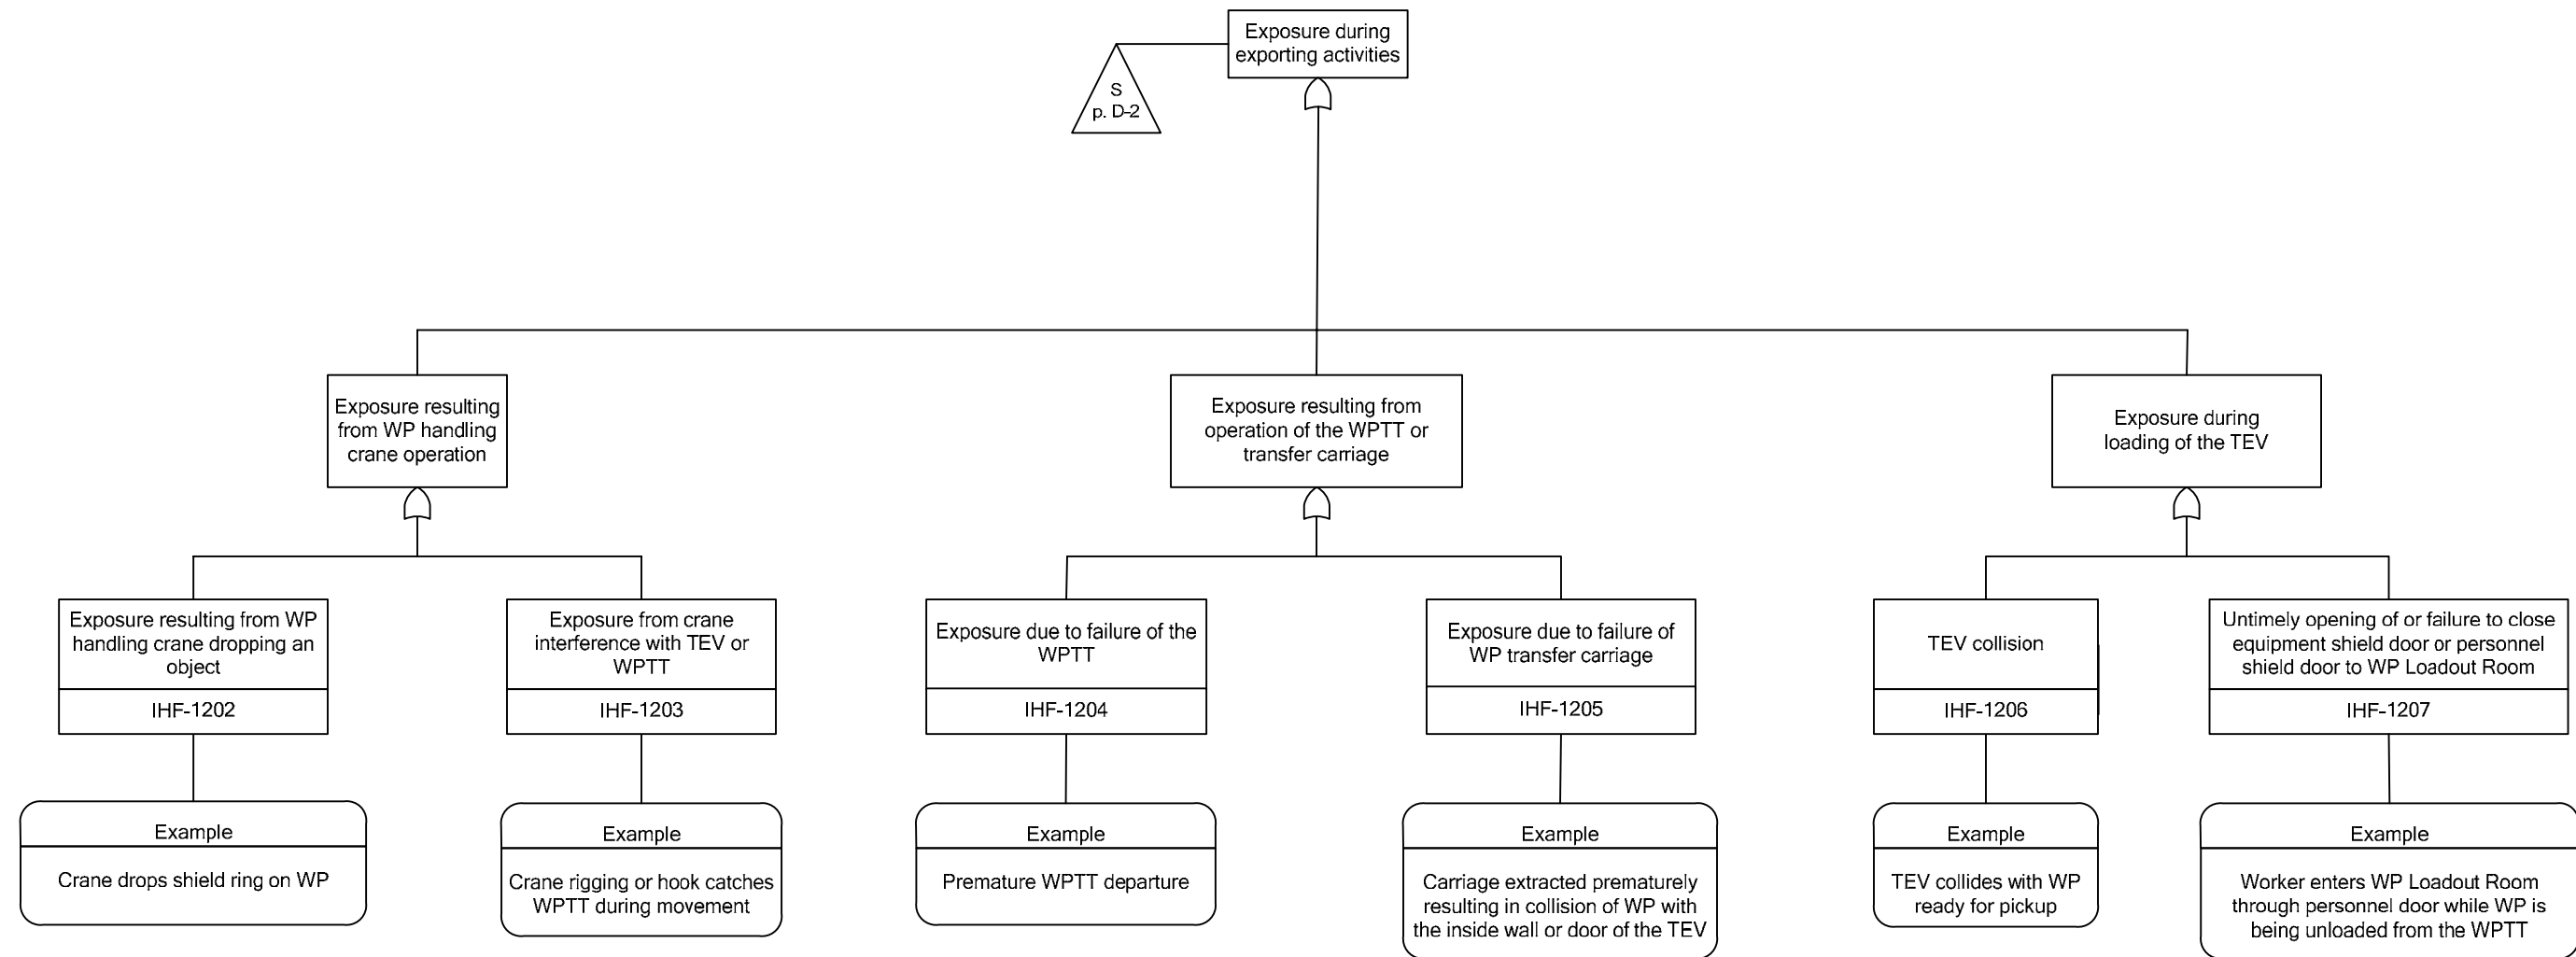 Exposure during
exporting activities
S
p. D-2
Exposure resulting
from WP handling
crane operation
Exposure resulting from
operation of the WPTT or
transfer carriage
Exposure during
loading of the TEV
Exposure resulting from WP
handling crane dropping an
object
IHF-1202
Exposure from crane
interference with TEV or
WPTT
IHF-1203
Exposure due to failure of the
WPTT
IHF-1204
Exposure due to failure of
WP transfer carriage
IHF-1205
TEV collision
IHF-1206
Untimely opening of or failure to close
equipment shield door or personnel
shield door to WP Loadout Room
IHF-1207
Example
Crane drops shield ring on WP
Example
Crane rigging or hook catches
WPTT during movement
Example
Premature WPTT departure
Example
Carriage extracted prematurely
resulting in collision of WP with
the inside wall or door of the TEV
Example
TEV collides with WP
ready for pickup
Example
Worker enters WP Loadout Room
through personnel door while WP is
being unloaded from the WPTT